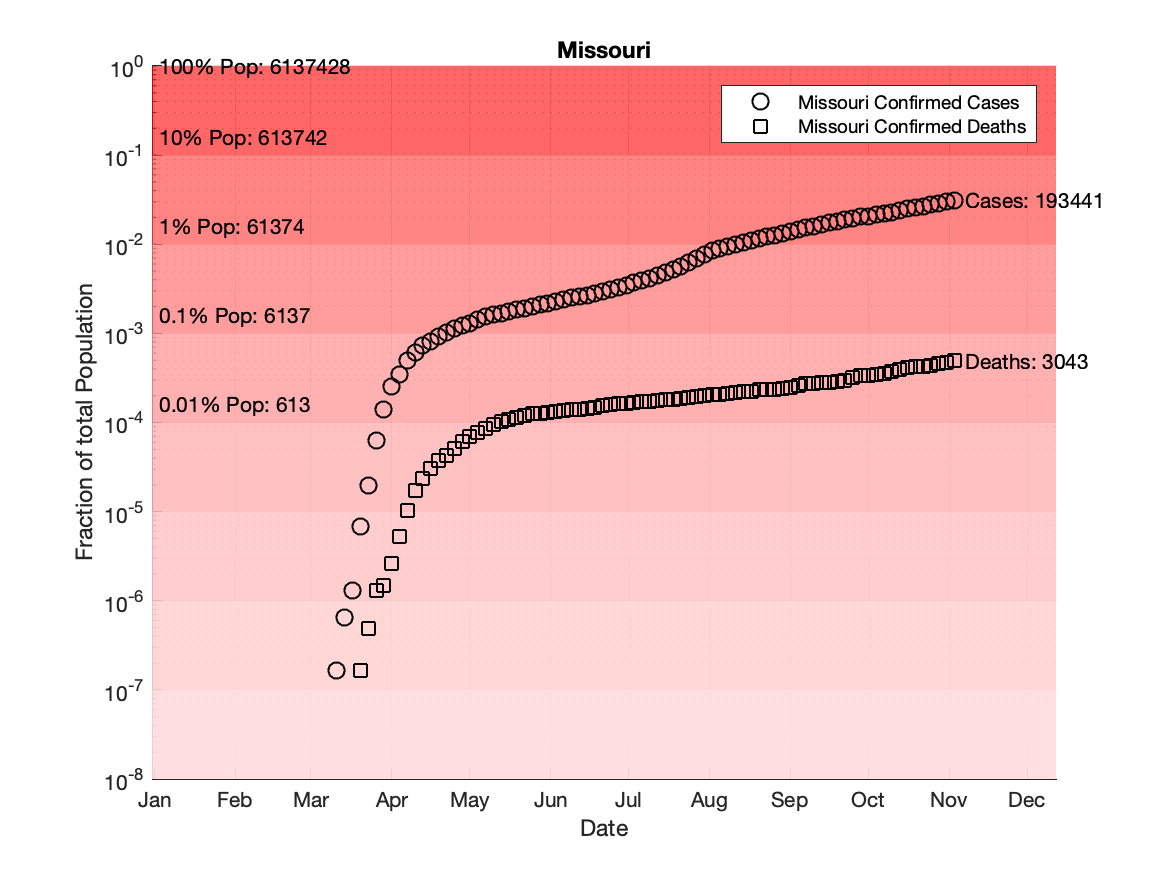 Missouri
10^0
100% Pop: 6137428
Missouri Confirmed Cases
Missouri Confirmed Deaths
10% Pop: 613742
10^-1
Cases: 193441
1% Pop: 61374
10^-2
0.1% Pop: 6137
10^-3
Deaths: 3043
0.01% Pop: 613
10^-4
10^-5
10^-6
10^-7
10^-8
Fraction of total Population
Jan Feb Mar Apr May Jun Jul Aug Sep Oct Nov Dec
Date